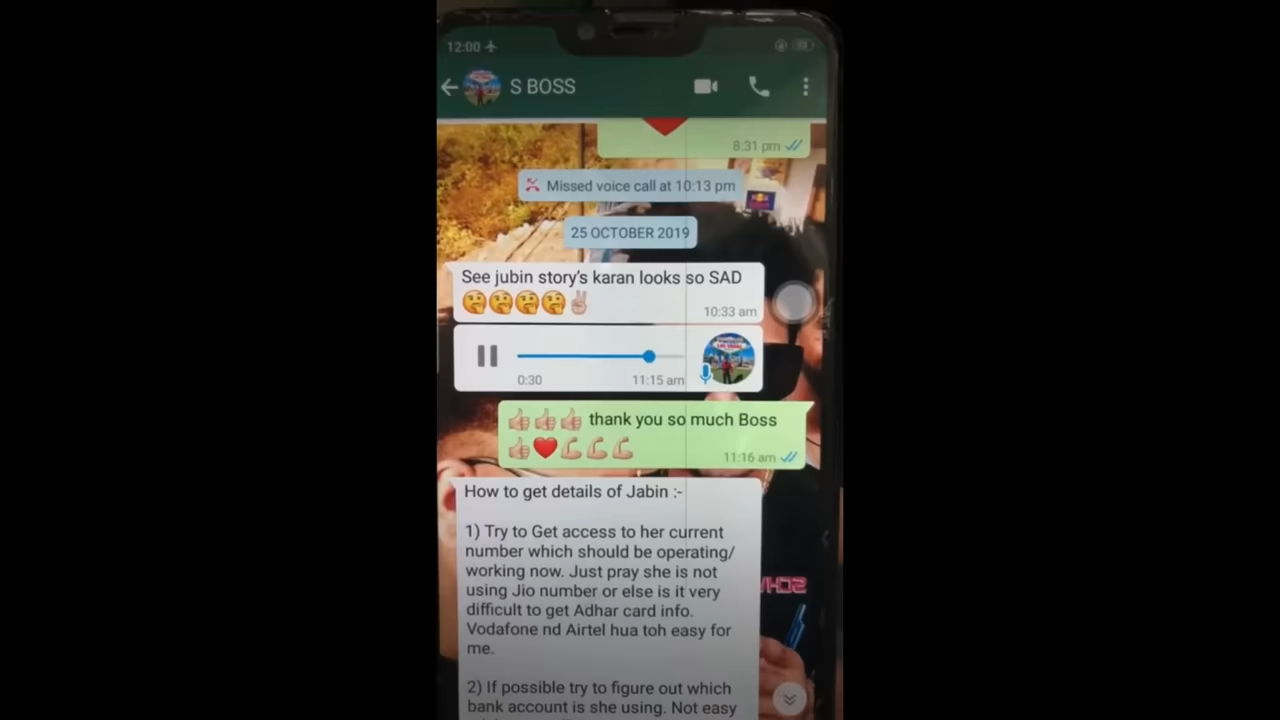 12:00
S BOSS
8:31 pm
Missed voice call at 10:13 pm
25 OCTOBER 2019
See jubin story's karan looks so SAD
🤔🤔🤔🤔✌🏻 10:33 am
0:30 11:15 am
👍🏻👍🏻👍🏻 thank you so much Boss
👍🏻❤️💪🏻💪🏻💪🏻 11:16 am
How to get details of Jabin :-
1) Try to Get access to her current
number which should be operating/
working now. Just pray she is not
using Jio number or else is it very
difficult to get Adhar card info.
Vodafone nd Airtel hua toh easy for
me.
2) If possible try to figure out which
bank account is she using. Not easy